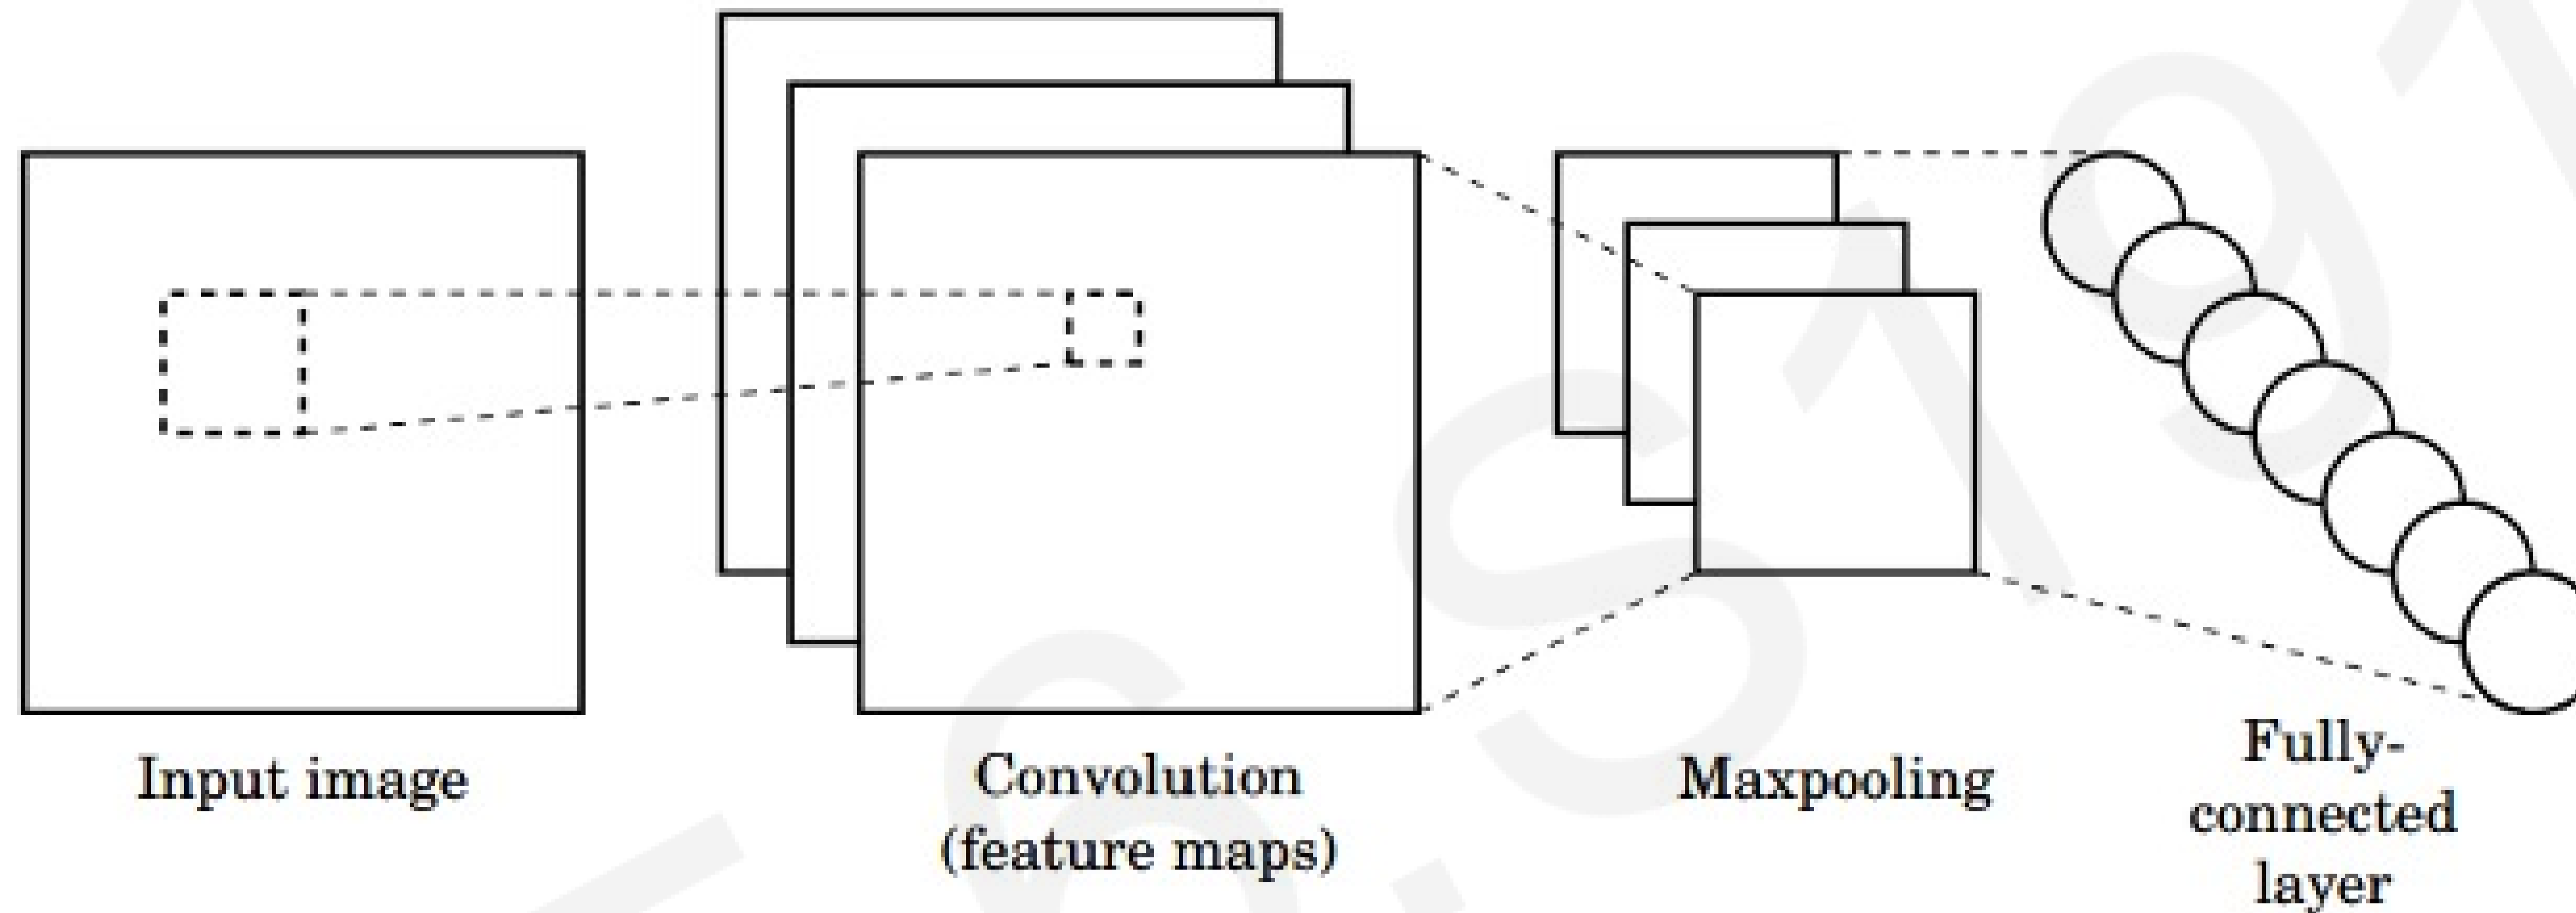 Input image
Convolution
(feature maps)
Maxpooling
Fully-
connected
layer